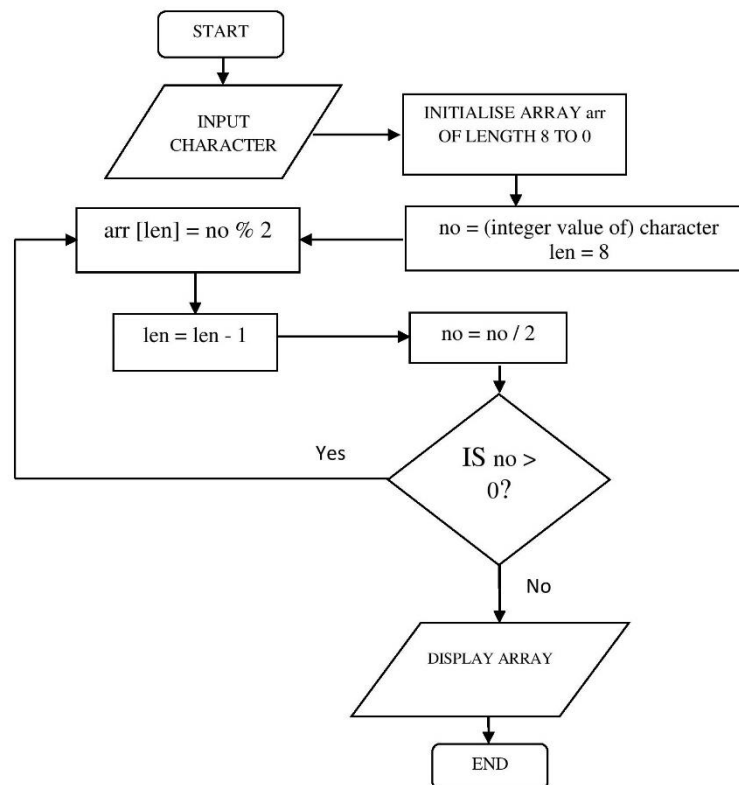 START
INPUT
CHARACTER
INITIALISE ARRAY arr
OF LENGTH 8 TO 0
no = (integer value of) character
len = 8
arr [len] = no % 2
len = len - 1
no = no / 2
IS no >
0?
Yes
No
DISPLAY ARRAY
END